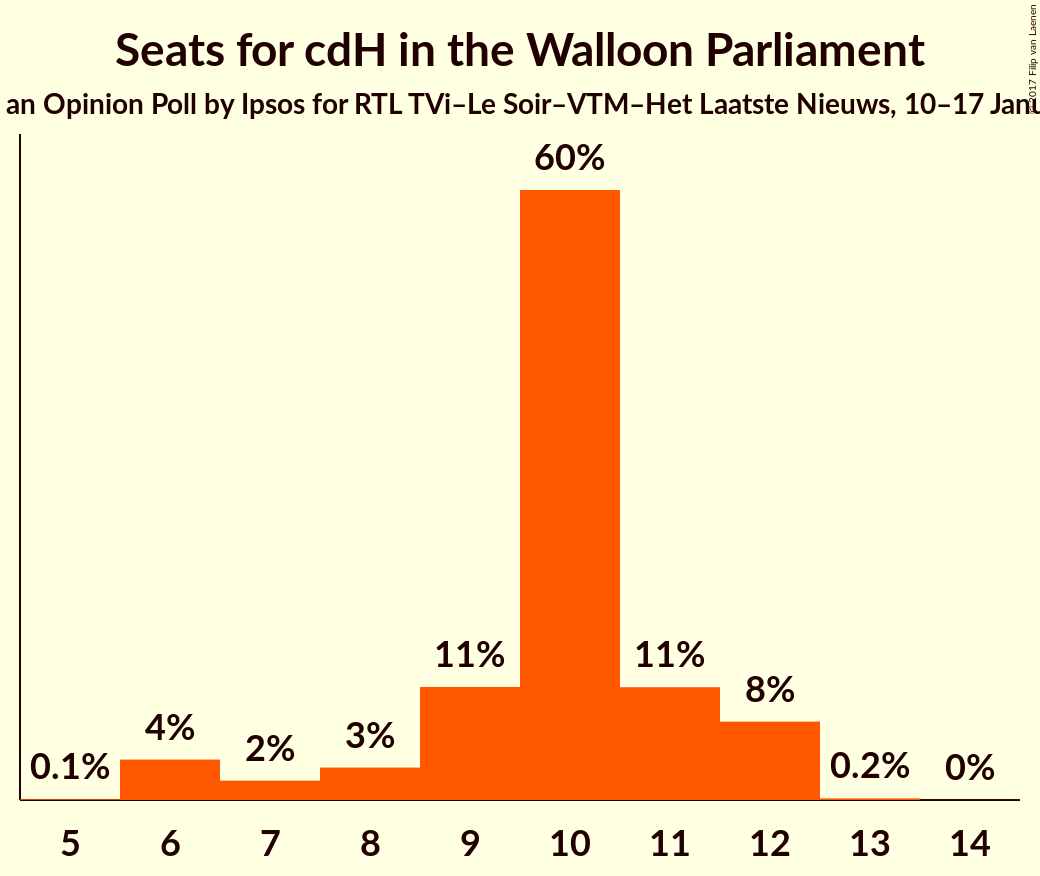 Seats for cdH in the Walloon Parliament
an Opinion Poll by Ipsos for RTL TVi–Le Soir–VTM–Het Laatste Nieuws, 10–17 Janu
© 2017 Filip van Laenen
60%
11%
11%
8%
4%
3%
2%
0.1%
0.2%
0%
5 6 7 8 9 10 11 12 13 14